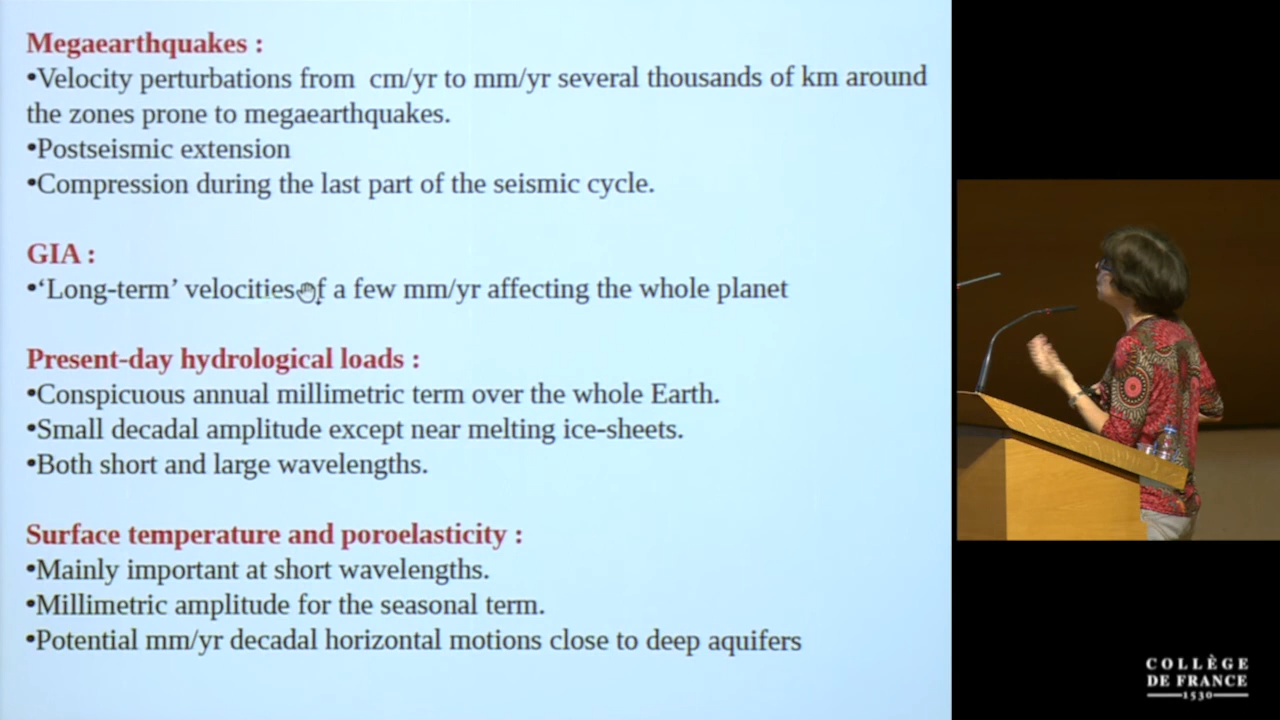 Megaearthquakes :
•Velocity perturbations from  cm/yr to mm/yr several thousands of km around
the zones prone to megaearthquakes.
•Postseismic extension
•Compression during the last part of the seismic cycle.
GIA :
•‘Long-term’ velocities of a few mm/yr affecting the whole planet
Present-day hydrological loads :
•Conspicuous annual millimetric term over the whole Earth.
•Small decadal amplitude except near melting ice-sheets.
•Both short and large wavelengths.
Surface temperature and poroelasticity :
•Mainly important at short wavelengths.
•Millimetric amplitude for the seasonal term.
•Potential mm/yr decadal horizontal motions close to deep aquifers
COLLÈGE
DE FRANCE
1530